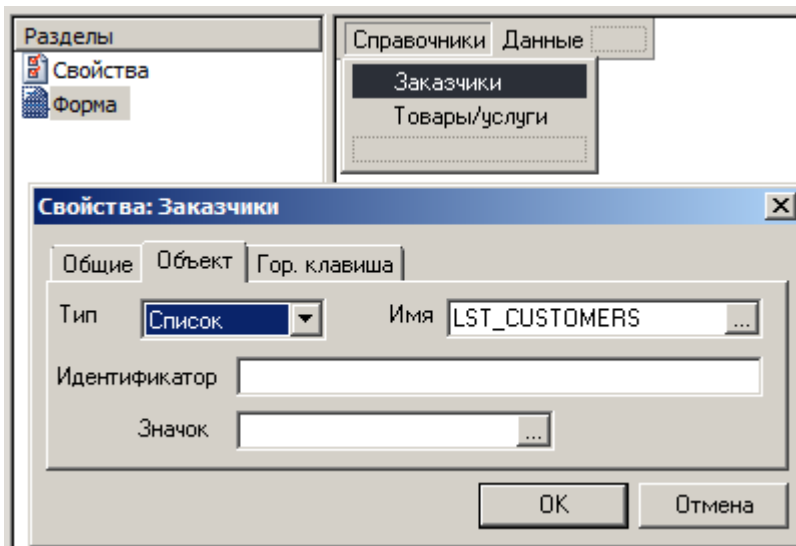 Разделы
Свойства
Форма
Справочники Данные
Заказчики
Товары/услуги
Свойства: Заказчики
Общие Объект Гор. клавиша
Тип Список Имя LST_CUSTOMERS ...
Идентификатор
Значок ...
OK Отмена